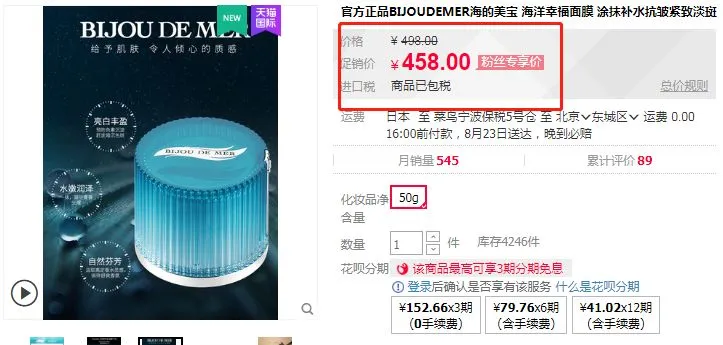 BIJOU DE MER
NEW
天猫
国际
给予肌肤 令人倾心的质感
亮白丰盈
BIJOU DE MER
水嫩润泽
自然芬芳
官方正品BIJOUDEMER海的美宝 海洋幸福面膜 涂抹补水抗皱紧致淡斑
价格 ¥ 498.00
促销价 ¥ 458.00 粉丝专享价
进口税 商品已包税 总价规则
运费 日本 至 菜鸟宁波保税5号仓 至 北京 东城区 运费 0.00
16:00前付款，8月23日送达，晚到必赔
月销量 545 累计评价 89
化妆品净 50g
含量
数量 1 件 库存4246件
花呗分期 该商品最高可享3期分期免息
登录后确认是否享有该服务 什么是花呗分期
¥152.66x3期 ¥79.76x6期 ¥41.02x12期
(0手续费) (含手续费) (含手续费)